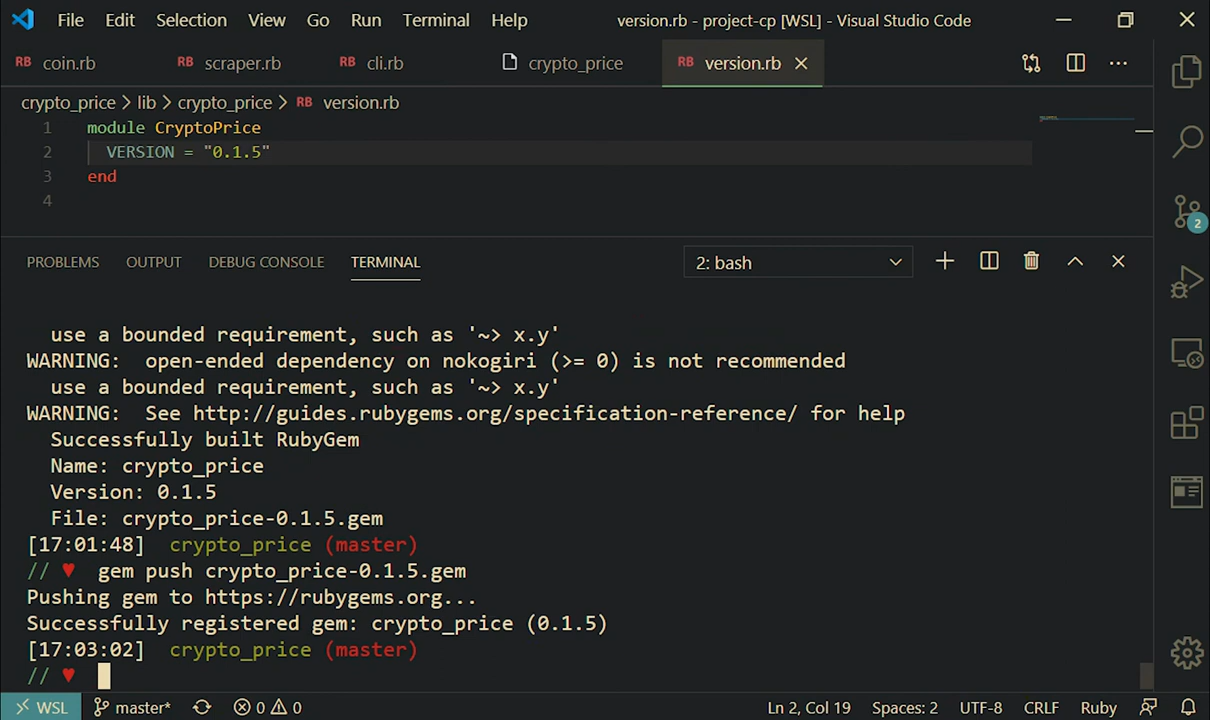 File Edit Selection View Go Run Terminal Help version.rb - project-cp [WSL] - Visual Studio Code
RB coin.rb RB scraper.rb RB cli.rb crypto_price RB version.rb
crypto_price > lib > crypto_price > RB version.rb
1 module CryptoPrice
2 VERSION = "0.1.5"
3 end
4
2
PROBLEMS OUTPUT DEBUG CONSOLE TERMINAL 2: bash
use a bounded requirement, such as '~> x.y'
WARNING:  open-ended dependency on nokogiri (>= 0) is not recommended
use a bounded requirement, such as '~> x.y'
WARNING:  See http://guides.rubygems.org/specification-reference/ for help
Successfully built RubyGem
Name: crypto_price
Version: 0.1.5
File: crypto_price-0.1.5.gem
[17:01:48]  crypto_price (master)
// ♥  gem push crypto_price-0.1.5.gem
Pushing gem to https://rubygems.org...
Successfully registered gem: crypto_price (0.1.5)
[17:03:02]  crypto_price (master)
// ♥
WSL master* 0 0 Ln 2, Col 19 Spaces: 2 UTF-8 CRLF Ruby